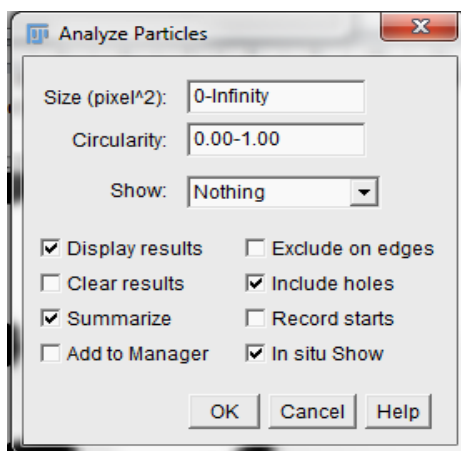 Analyze Particles
Size (pixel^2): 0-Infinity
Circularity: 0.00-1.00
Show: Nothing
Display results Exclude on edges
Clear results Include holes
Summarize Record starts
Add to Manager In situ Show
OK Cancel Help